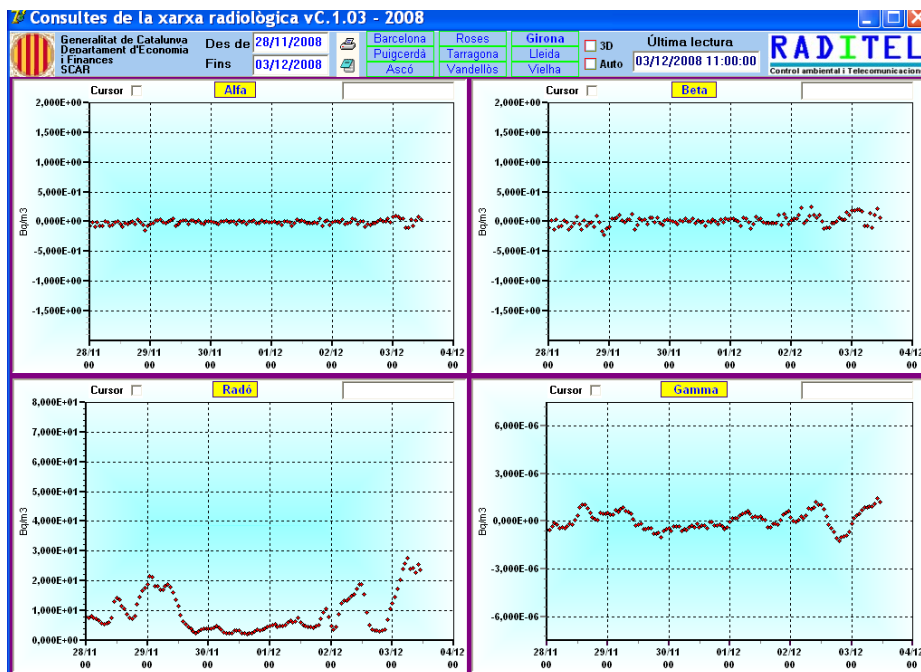 Consultes de la xarxa radiològica vC.1.03 - 2008
Generalitat de Catalunya
Departament d'Economia
i Finances
SCAR
Des de 28/11/2008
Fins 03/12/2008
Barcelona Roses Girona
Puigcerdà Tarragona Lleida
Ascó Vandellòs Vielha
3D
Auto
Última lectura
03/12/2008 11:00:00
RADITEL
Control ambiental i Telecomunicacions
Cursor Alfa
2,000E+00
1,500E+00
1,000E+00
5,000E-01
0,000E+00
-5,000E-01
-1,000E+00
-1,500E+00
Bq/m3
28/11 29/11 30/11 01/12 02/12 03/12 04/12
00 00 00 00 00 00 00
Cursor Beta
2,000E+00
1,500E+00
1,000E+00
5,000E-01
0,000E+00
-5,000E-01
-1,000E+00
-1,500E+00
Bq/m3
28/11 29/11 30/11 01/12 02/12 03/12 04/12
00 00 00 00 00 00 00
Cursor Radó
8,000E+01
7,000E+01
6,000E+01
5,000E+01
4,000E+01
3,000E+01
2,000E+01
1,000E+01
0,000E+00
Bq/m3
28/11 29/11 30/11 01/12 02/12 03/12 04/12
00 00 00 00 00 00 00
Cursor Gamma
6,000E-06
3,000E-06
0,000E+00
-3,000E-06
-6,000E-06
Bq/m3
28/11 29/11 30/11 01/12 02/12 03/12 04/12
00 00 00 00 00 00 00